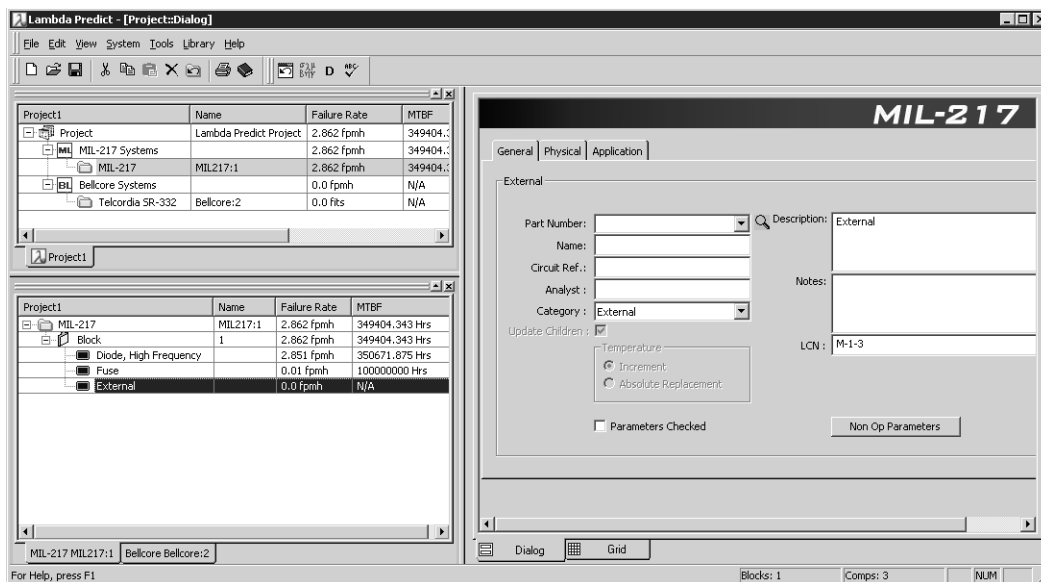 Lambda Predict - [Project::Dialog]
File Edit View System Tools Library Help
D ABC
Project1 Name Failure Rate MTBF
Project Lambda Predict Project 2.862 fpmh 349404.
ML MIL-217 Systems 2.862 fpmh 349404.
MIL-217 MIL217:1 2.862 fpmh 349404.
BL Bellcore Systems 0.0 fpmh N/A
Telcordia SR-332 Bellcore:2 0.0 fits N/A
Project1
Project1 Name Failure Rate MTBF
MIL-217 MIL217:1 2.862 fpmh 349404.343 Hrs
Block 1 2.862 fpmh 349404.343 Hrs
Diode, High Frequency 2.851 fpmh 350671.875 Hrs
Fuse 0.01 fpmh 100000000 Hrs
External 0.0 fpmh N/A
MIL-217 MIL217:1 Bellcore Bellcore:2
MIL-217
General Physical Application
External
Part Number: Description: External
Name:
Circuit Ref.:
Analyst : Notes:
Category : External
Update Children :
LCN : M-1-3
Temperature
Increment
Absolute Replacement
Parameters Checked Non Op Parameters
Dialog Grid
For Help, press F1 Blocks: 1 Comps: 3 NUM